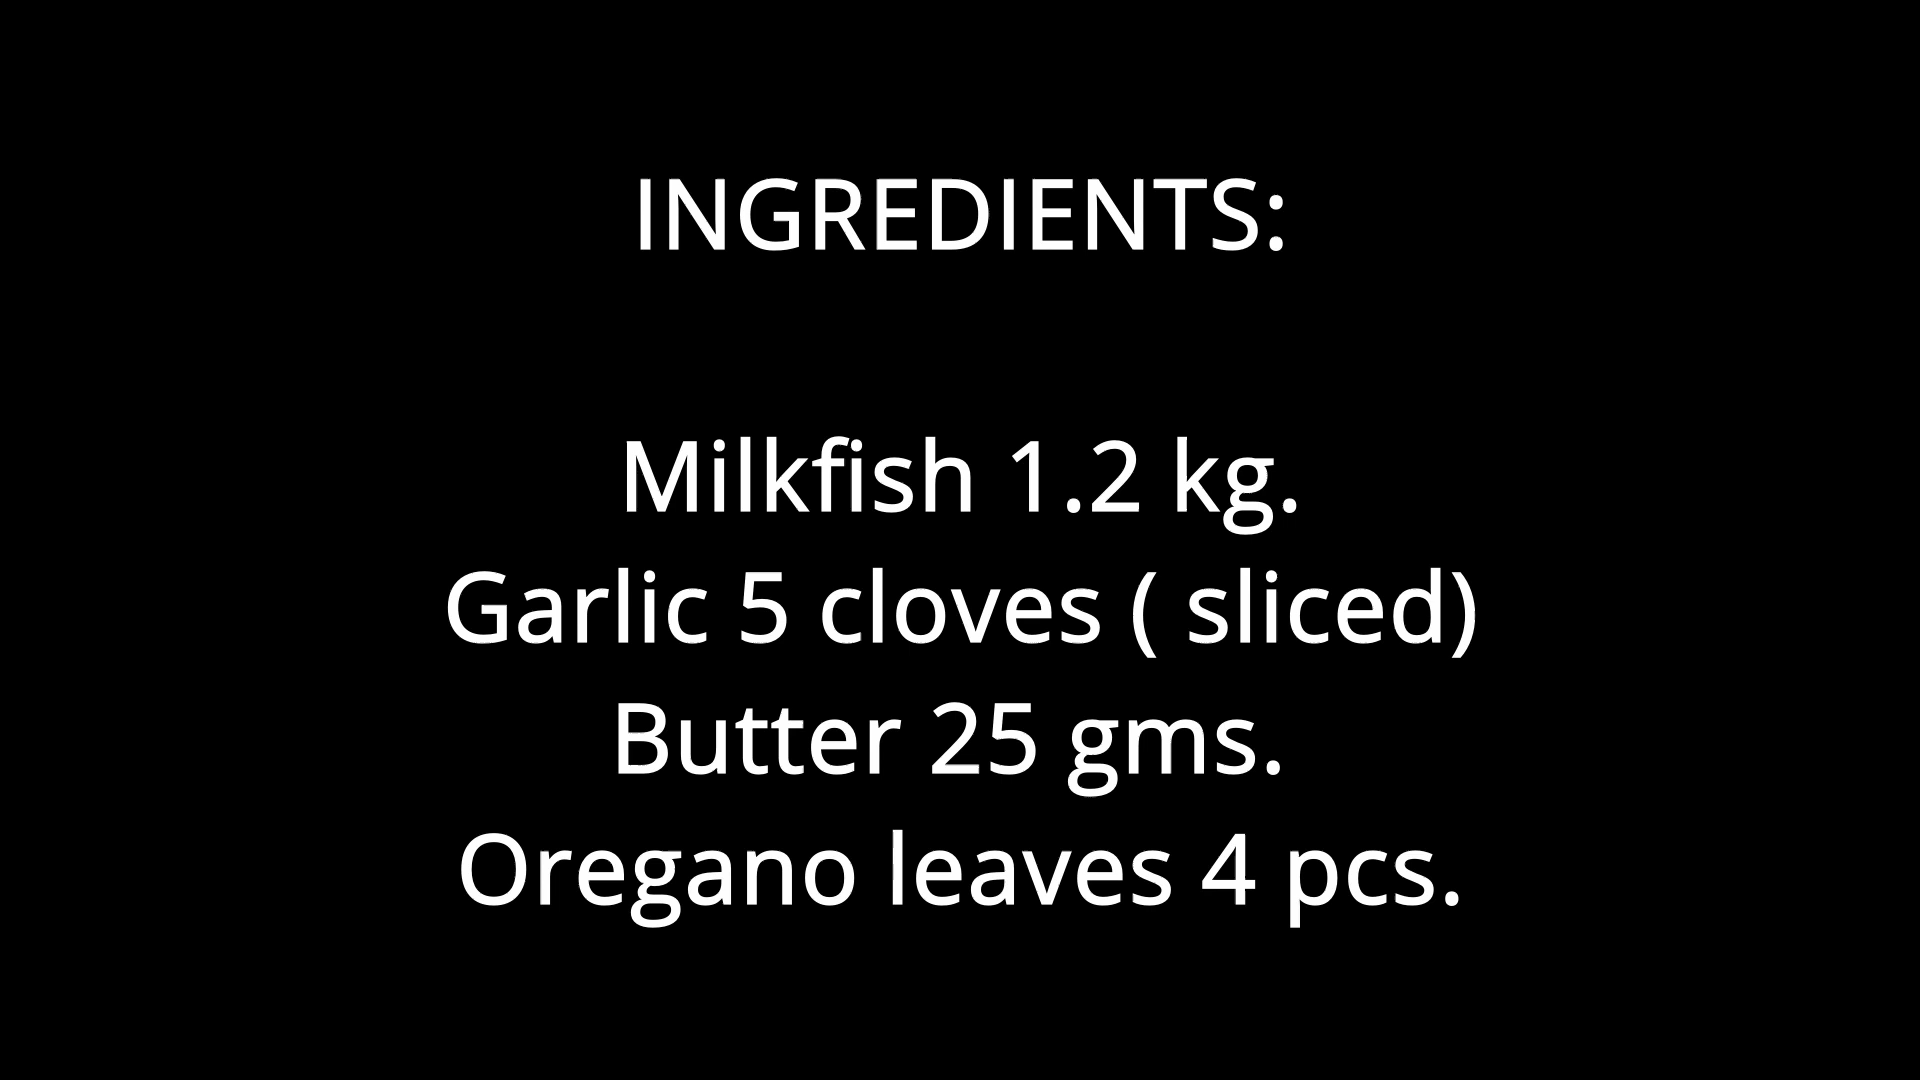 INGREDIENTS:
Milkfish 1.2 kg.
Garlic 5 cloves ( sliced)
Butter 25 gms.
Oregano leaves 4 pcs.